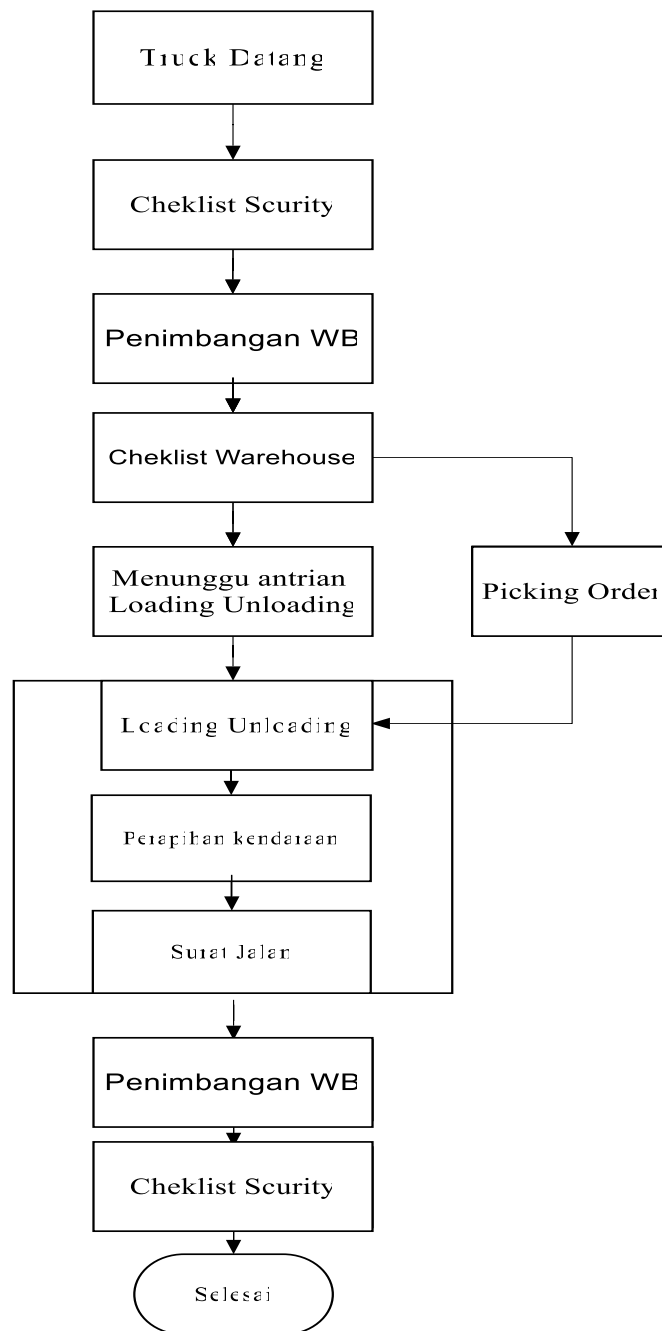 Truck Datang
Cheklist Scurity
Penimbangan WB
Cheklist Warehouse
Menunggu antrian
Loading Unloading
Picking Order
Loading Unloading
Perapihan kendaraan
Surat Jalan
Penimbangan WB
Cheklist Scurity
Selesai